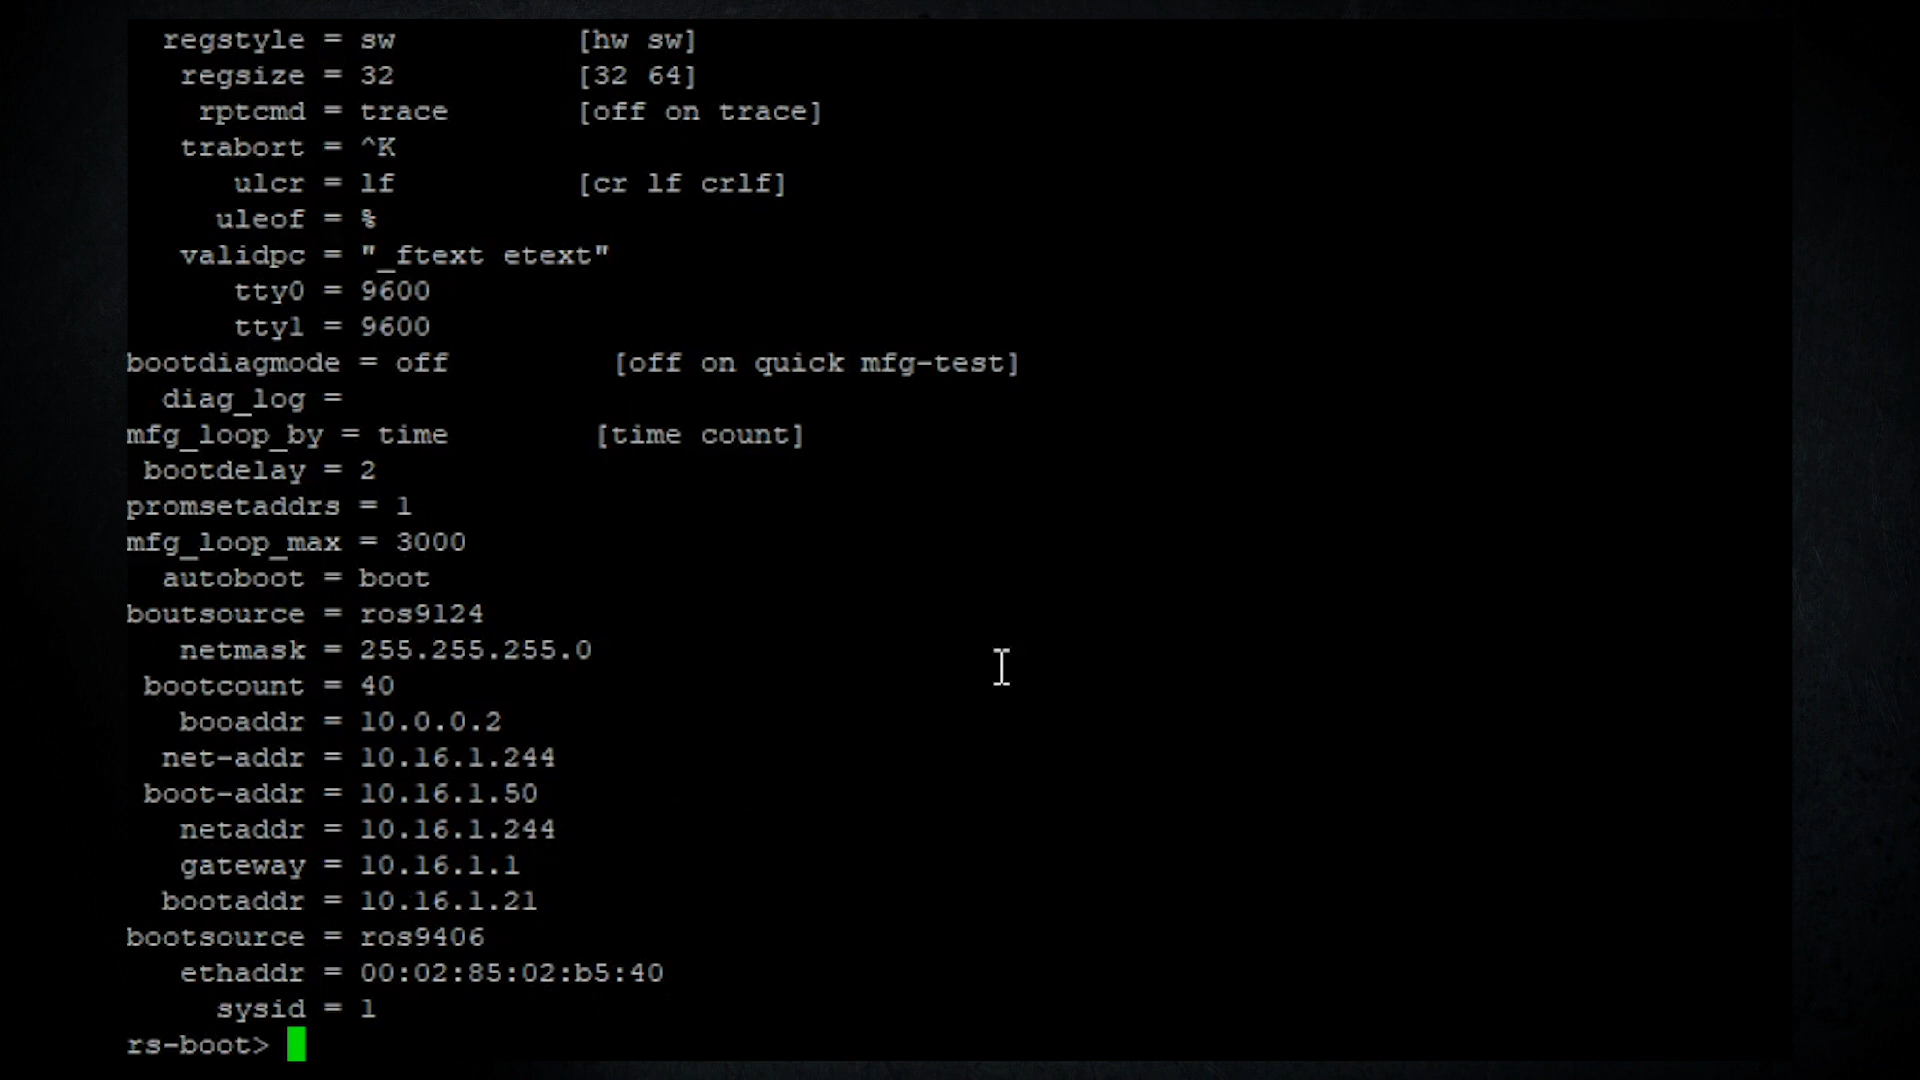 regstyle = sw [hw sw]
regsize = 32 [32 64]
rptcmd = trace [off on trace]
trabort = ^K
ulcr = lf [cr lf crlf]
uleof = %
validpc = "_ftext etext"
tty0 = 9600
tty1 = 9600
bootdiagmode = off [off on quick mfg-test]
diag_log =
mfg_loop_by = time [time count]
bootdelay = 2
promsetaddrs = 1
mfg_loop_max = 3000
autoboot = boot
boutsource = ros9124
netmask = 255.255.255.0
bootcount = 40
booaddr = 10.0.0.2
net-addr = 10.16.1.244
boot-addr = 10.16.1.50
netaddr = 10.16.1.244
gateway = 10.16.1.1
bootaddr = 10.16.1.21
bootsource = ros9406
ethaddr = 00:02:85:02:b5:40
sysid = 1
rs-boot>